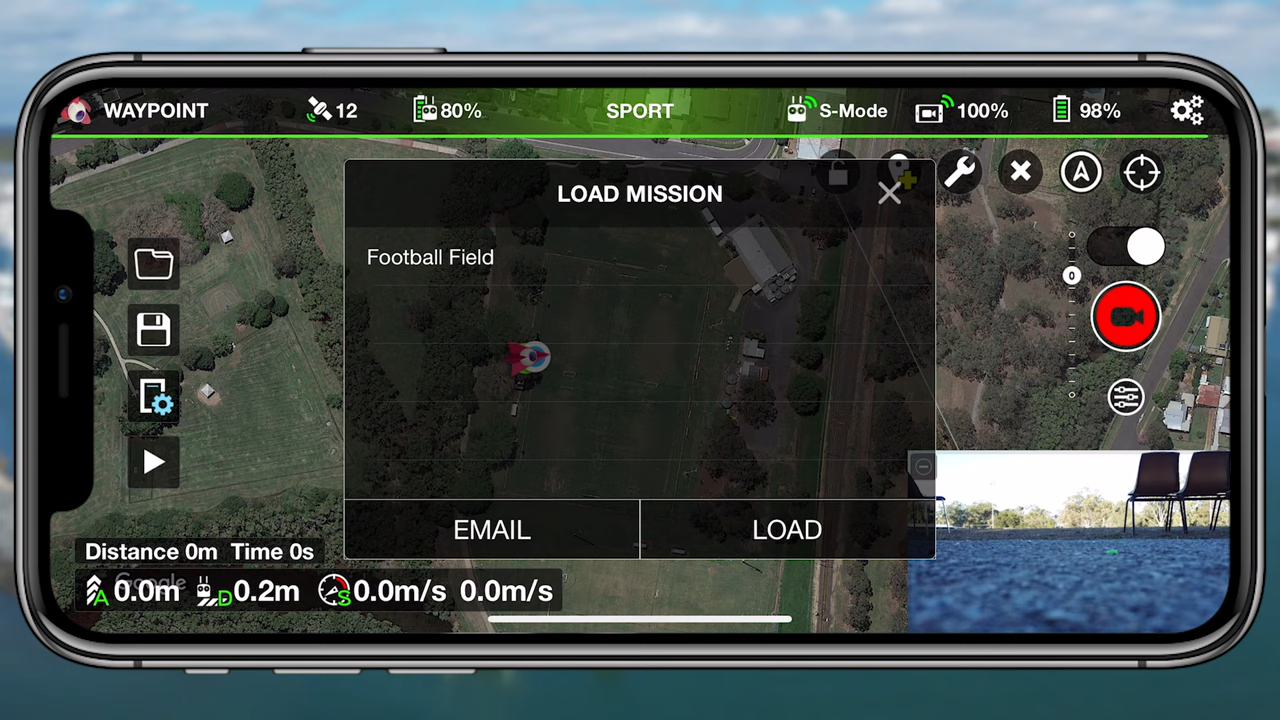 WAYPOINT 12 80% SPORT S-Mode 100% 98%
LOAD MISSION
Football Field
0
EMAIL LOAD
Distance 0m Time 0s
Google
A 0.0m D 0.2m S 0.0m/s 0.0m/s